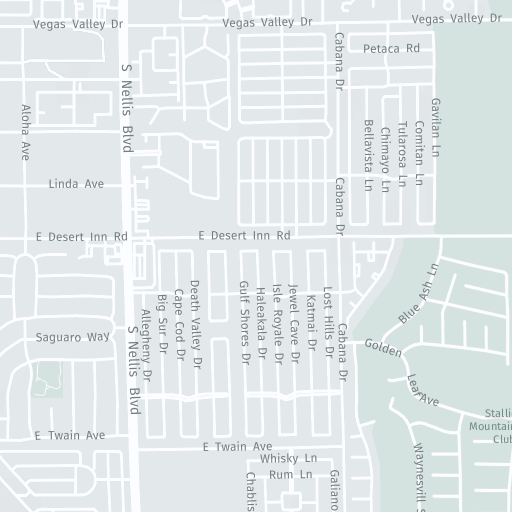 Vegas Valley Dr
Vegas Valley Dr
Vegas Valley Dr
Cabana Dr
Petaca Rd
S Nellis Blvd
Aloha Ave
Gavilan Ln
Comitan Ln
Tularosa Ln
Chimayo Ln
Bellavista Ln
Linda Ave
Cabana Dr
E Desert Inn Rd
E Desert Inn Rd
Blue Ash Ln
Death Valley Dr
Cape Cod Dr
Big Sur Dr
Allegheny Dr
Gulf Shores Dr
Haleakala Dr
Isle Royale Dr
Jewel Cave Dr
Katmai Dr
Lost Hills Dr
Cabana Dr
Saguaro Way
S Nellis Blvd
Golden
Leaf Ave
Stalli
Mountain
Club
E Twain Ave
E Twain Ave
Whisky Ln
Rum Ln
Chablis
Galiano
Waynesvill S